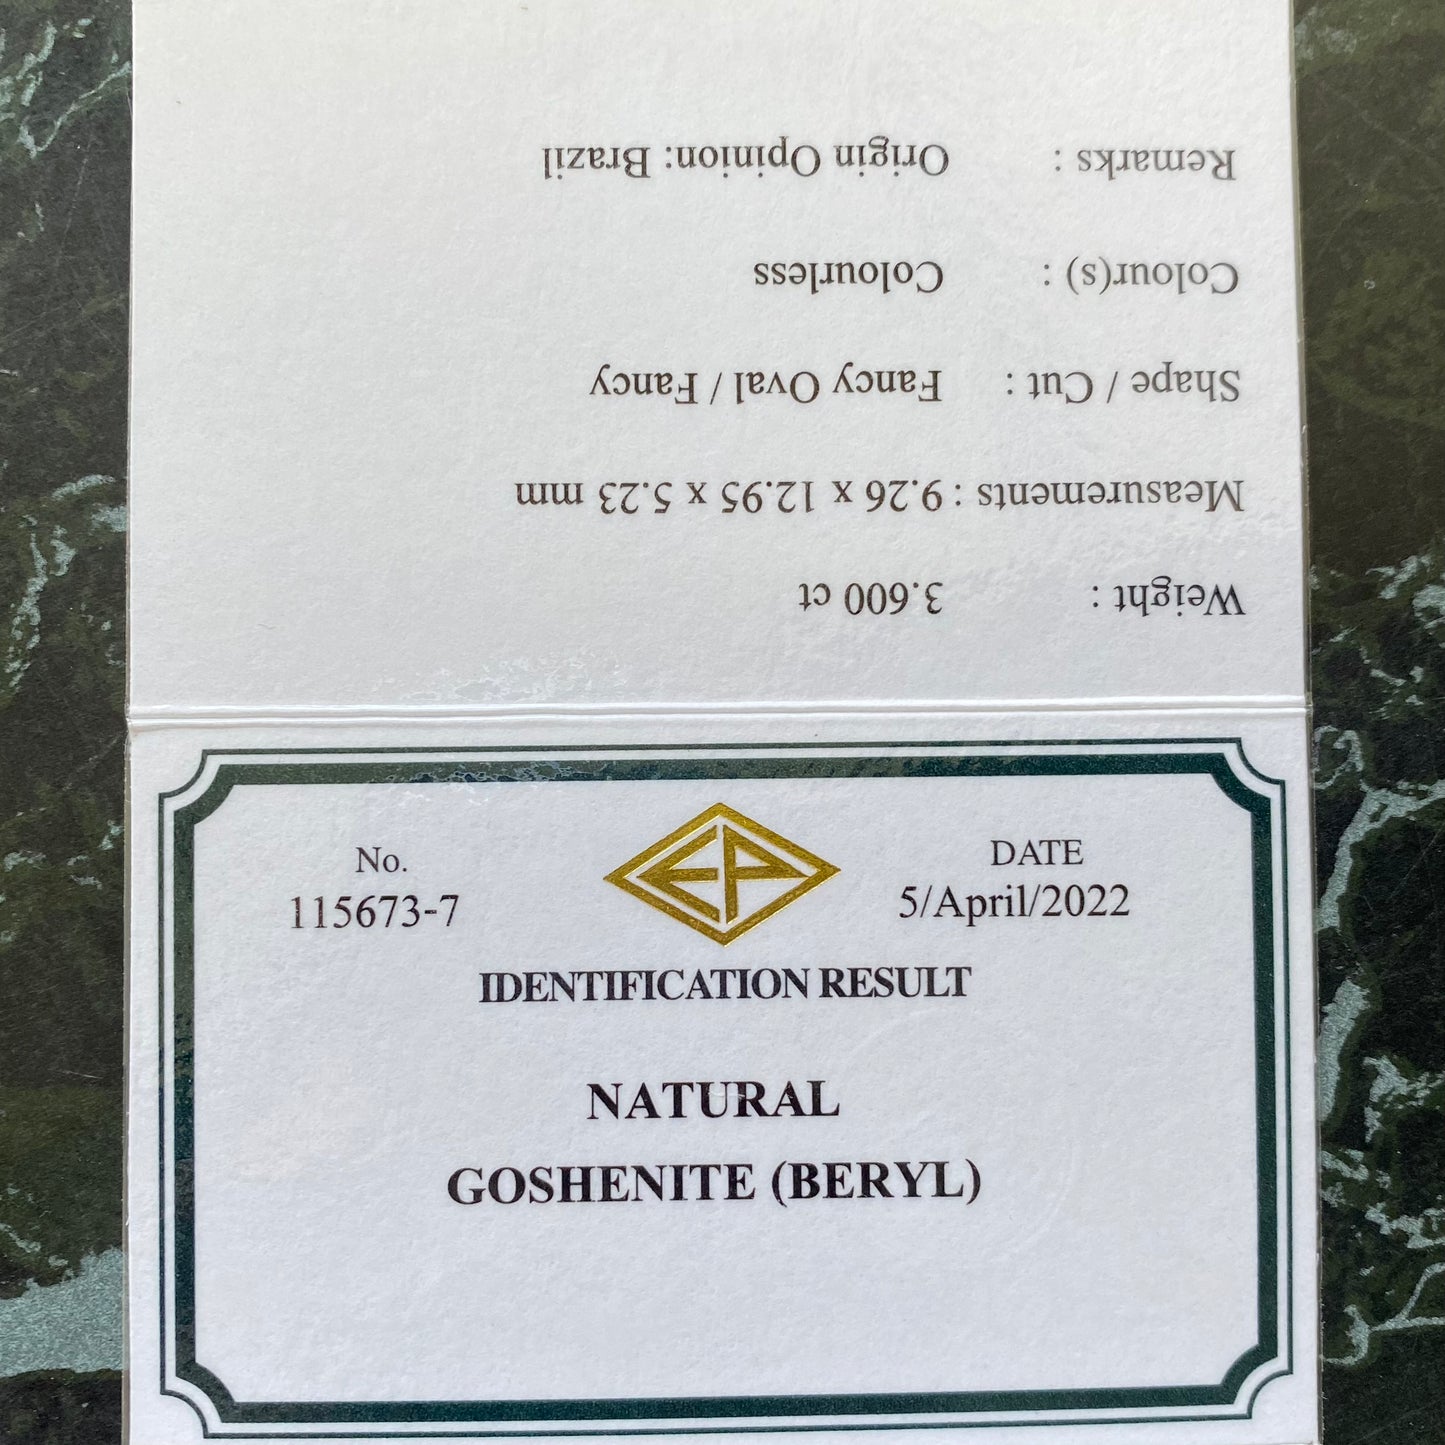 Weight : 3.600 ct
Measurements : 9.26 x 12.95 x 5.23 mm
Shape / Cut : Fancy Oval / Fancy
Colour(s) : Colourless
Remarks : Origin Opinion: Brazil
No.
115673-7
EP
DATE
5/April/2022
IDENTIFICATION RESULT
NATURAL
GOSHENITE (BERYL)